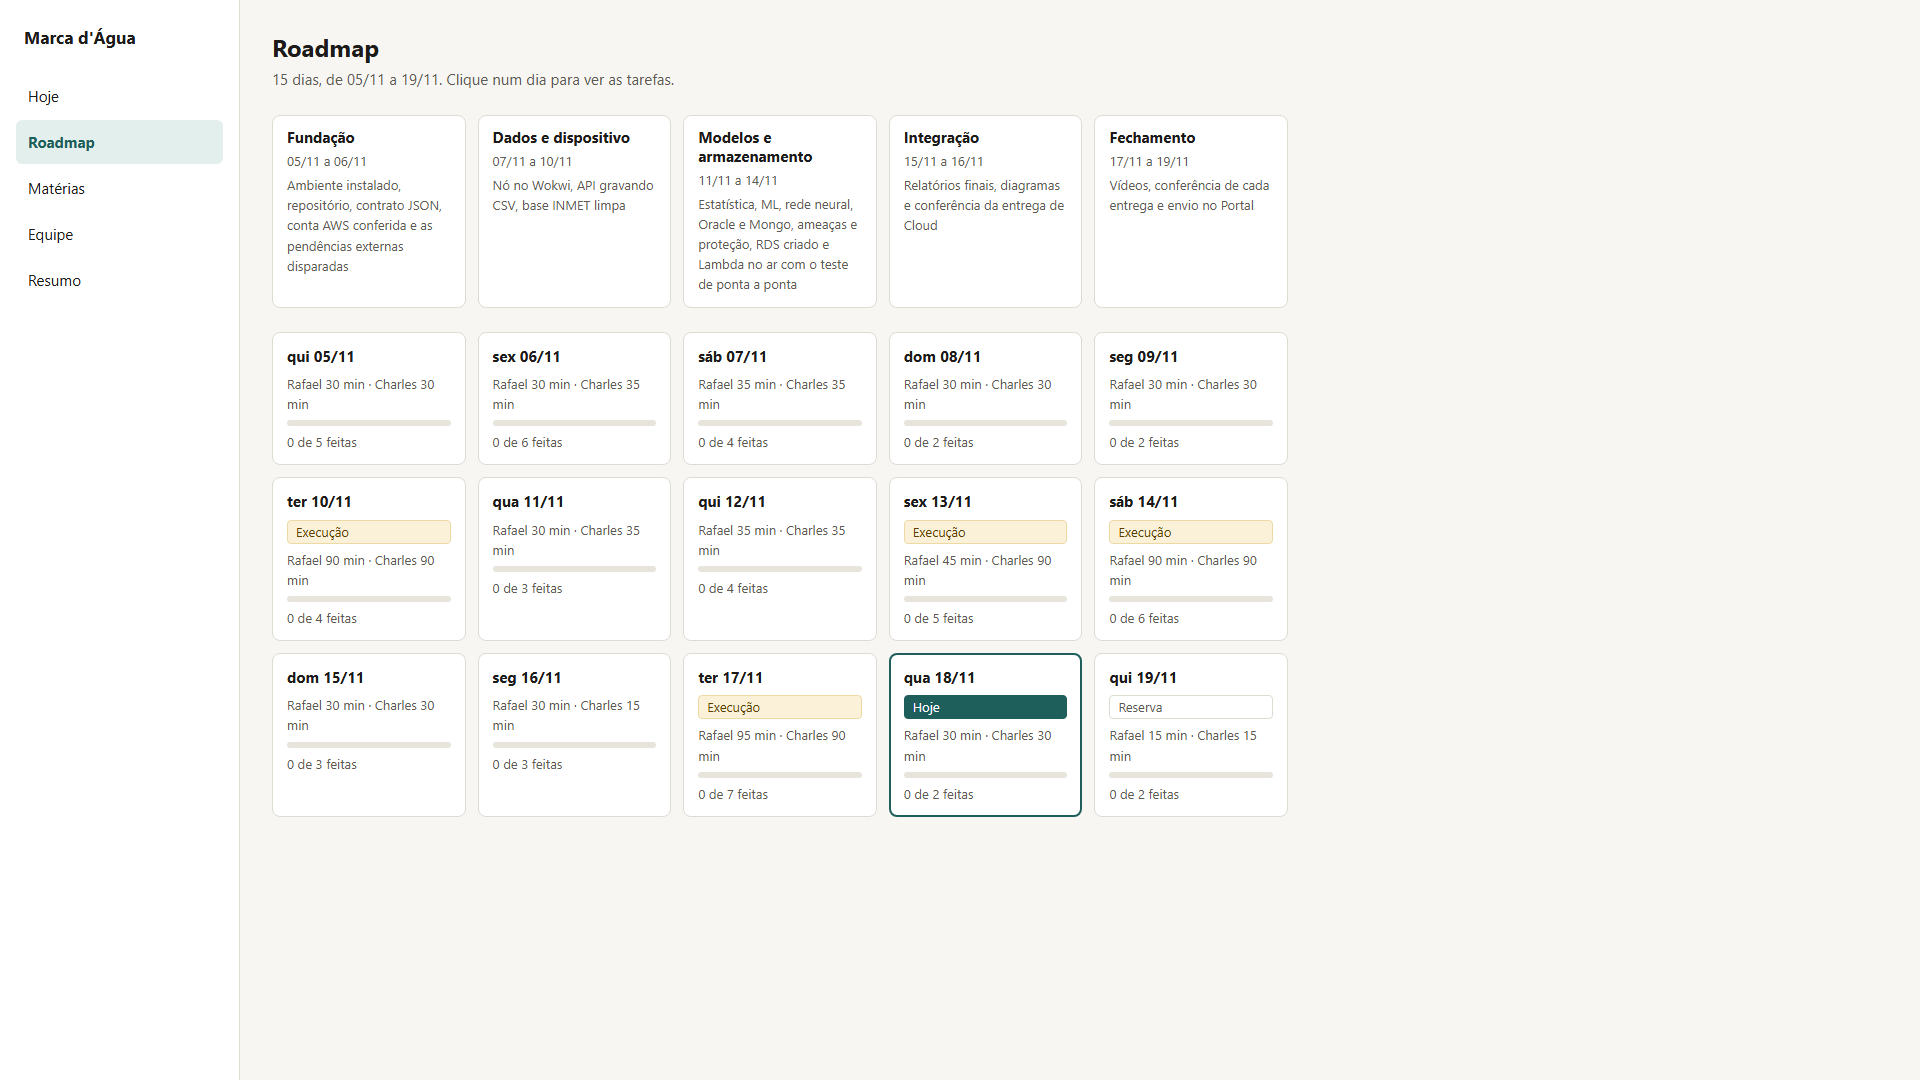 Marca d'Água
Hoje
Roadmap
Matérias
Equipe
Resumo
Roadmap
15 dias, de 05/11 a 19/11. Clique num dia para ver as tarefas.
Fundação
05/11 a 06/11
Ambiente instalado,
repositório, contrato JSON,
conta AWS conferida e as
pendências externas
disparadas
Dados e dispositivo
07/11 a 10/11
Nó no Wokwi, API gravando
CSV, base INMET limpa
Modelos e
armazenamento
11/11 a 14/11
Estatística, ML, rede neural,
Oracle e Mongo, ameaças e
proteção, RDS criado e
Lambda no ar com o teste
de ponta a ponta
Integração
15/11 a 16/11
Relatórios finais, diagramas
e conferência da entrega de
Cloud
Fechamento
17/11 a 19/11
Vídeos, conferência de cada
entrega e envio no Portal
qui 05/11
Rafael 30 min · Charles 30
min
0 de 5 feitas
sex 06/11
Rafael 30 min · Charles 35
min
0 de 6 feitas
sáb 07/11
Rafael 35 min · Charles 35
min
0 de 4 feitas
dom 08/11
Rafael 30 min · Charles 30
min
0 de 2 feitas
seg 09/11
Rafael 30 min · Charles 30
min
0 de 2 feitas
ter 10/11
Execução
Rafael 90 min · Charles 90
min
0 de 4 feitas
qua 11/11
Rafael 30 min · Charles 35
min
0 de 3 feitas
qui 12/11
Rafael 35 min · Charles 35
min
0 de 4 feitas
sex 13/11
Execução
Rafael 45 min · Charles 90
min
0 de 5 feitas
sáb 14/11
Execução
Rafael 90 min · Charles 90
min
0 de 6 feitas
dom 15/11
Rafael 30 min · Charles 30
min
0 de 3 feitas
seg 16/11
Rafael 30 min · Charles 15
min
0 de 3 feitas
ter 17/11
Execução
Rafael 95 min · Charles 90
min
0 de 7 feitas
qua 18/11
Hoje
Rafael 30 min · Charles 30
min
0 de 2 feitas
qui 19/11
Reserva
Rafael 15 min · Charles 15
min
0 de 2 feitas